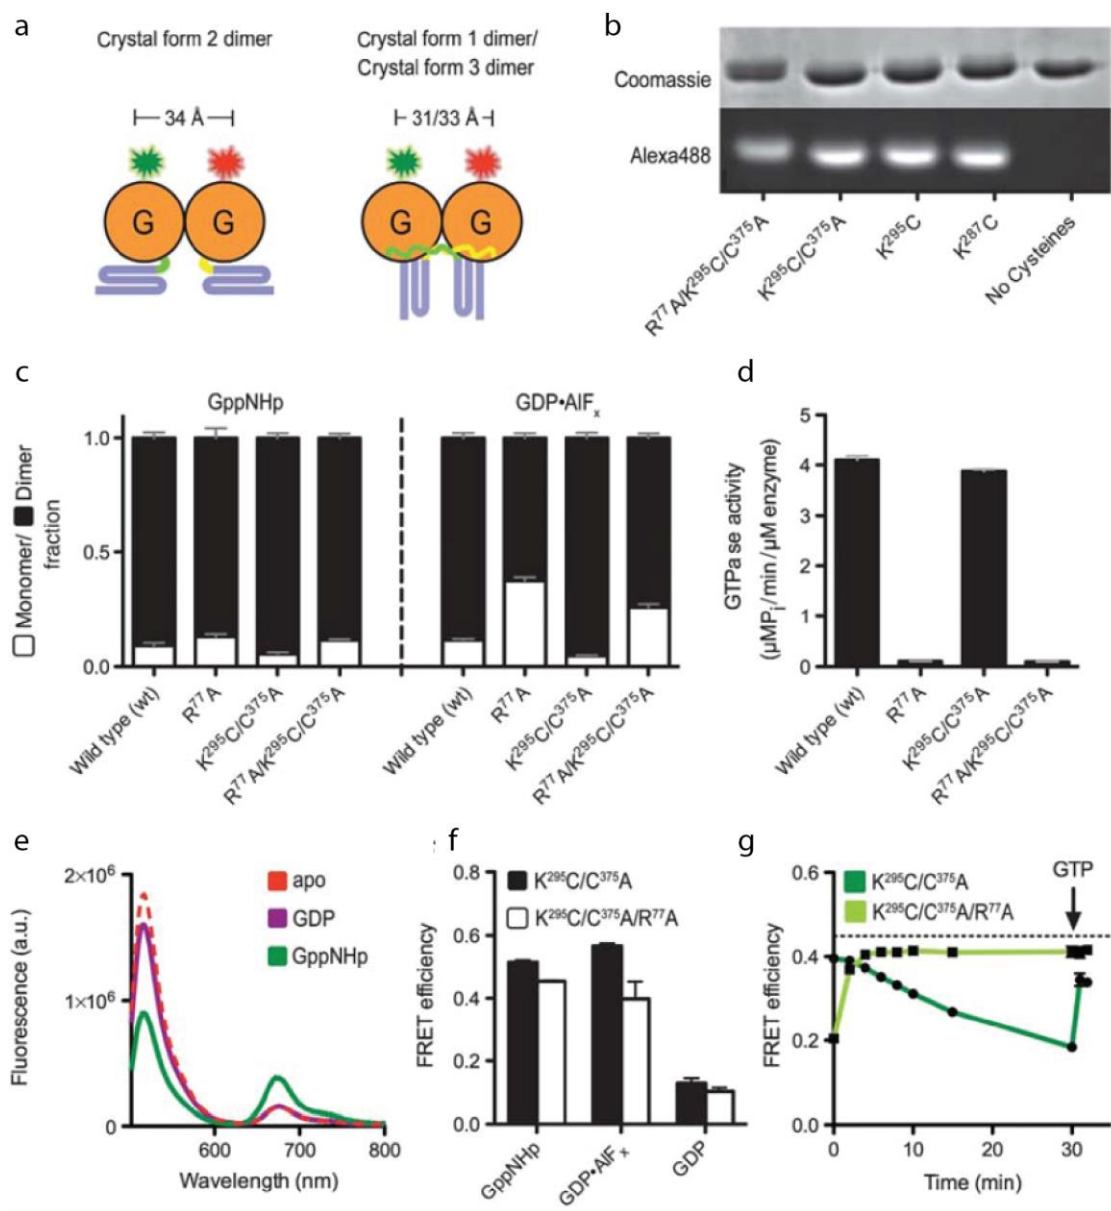 a
Crystal form 2 dimer
Crystal form 1 dimer/
Crystal form 3 dimer
34 Å
31/33 Å
G
G
G
G
b
Coomassie
Alexa488
R⁷⁷A/K²⁹⁵C/C³⁷⁵A
K²⁹⁵C/C³⁷⁵A
K²⁹⁵C
K²⁸⁷C
No Cysteines
c
GppNHp
GDP•AlFₓ
Monomer/ Dimer
fraction
1.0
0.5
0.0
Wild type (wt)
R⁷⁷A
K²⁹⁵C/C³⁷⁵A
R⁷⁷A/K²⁹⁵C/C³⁷⁵A
Wild type (wt)
R⁷⁷A
K²⁹⁵C/C³⁷⁵A
R⁷⁷A/K²⁹⁵C/C³⁷⁵A
d
GTPa se activity
(µMPᵢ/min/µM enzyme)
5
4
3
2
1
0
Wild type (wt)
R⁷⁷A
K²⁹⁵C/C³⁷⁵A
R⁷⁷A/K²⁹⁵C/C³⁷⁵A
e
Fluorescence (a.u.)
2×10⁶
1×10⁶
0
apo
GDP
GppNHp
600
700
800
Wavelength (nm)
f
FRET efficiency
0.8
0.6
0.4
0.2
0.0
K²⁹⁵C/C³⁷⁵A
K²⁹⁵C/C³⁷⁵A/R⁷⁷A
GppNHp
GDP•AlFₓ
GDP
g
FRET efficiency
0.6
0.4
0.2
0.0
K²⁹⁵C/C³⁷⁵A
K²⁹⁵C/C³⁷⁵A/R⁷⁷A
GTP
0
10
20
30
Time (min)